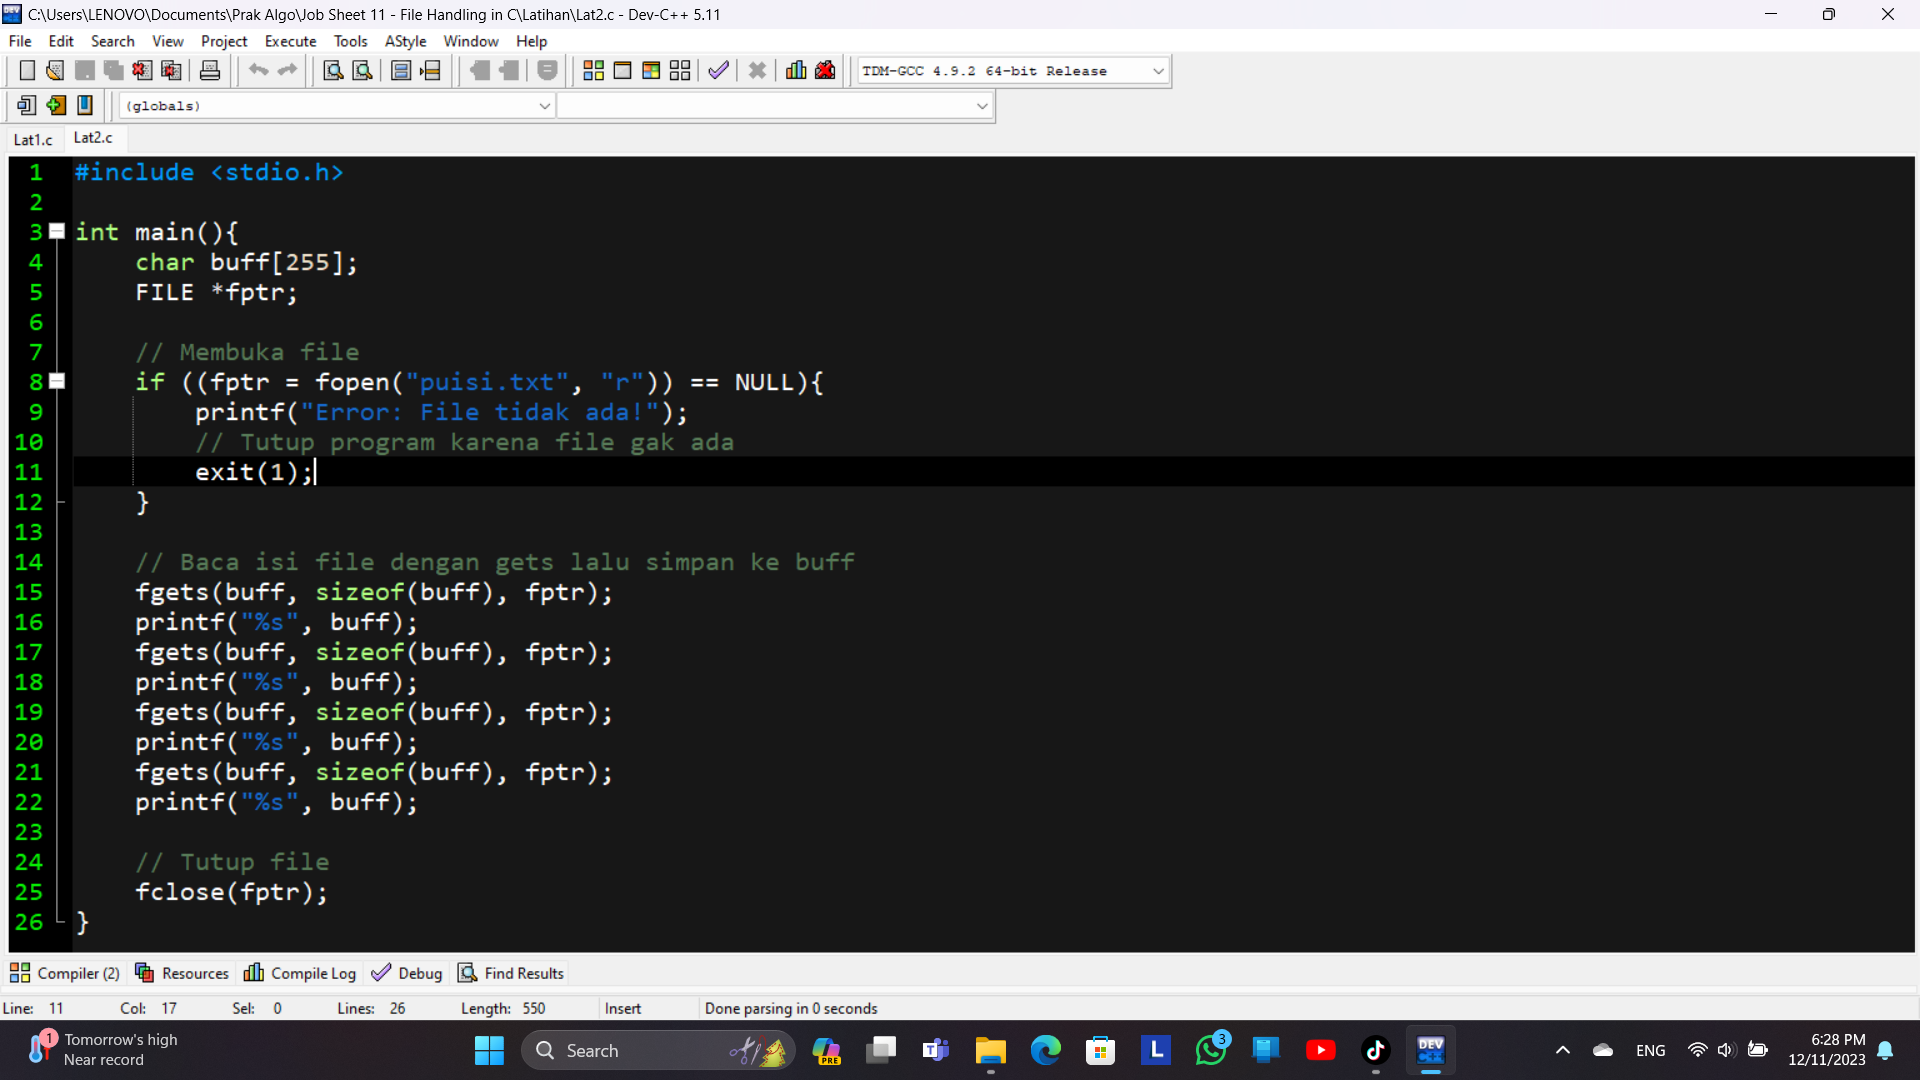 C:\Users\LENOVO\Documents\Prak Algo\Job Sheet 11 - File Handling in C\Latihan\Lat2.c - Dev-C++ 5.11
File Edit Search View Project Execute Tools AStyle Window Help
TDM-GCC 4.9.2 64-bit Release
(globals)
Lat1.c Lat2.c
1 #include <stdio.h>
2
3 int main(){
4 char buff[255];
5 FILE *fptr;
6
7 // Membuka file
8 if ((fptr = fopen("puisi.txt", "r")) == NULL){
9 printf("Error: File tidak ada!");
10 // Tutup program karena file gak ada
11 exit(1);
12 }
13
14 // Baca isi file dengan gets lalu simpan ke buff
15 fgets(buff, sizeof(buff), fptr);
16 printf("%s", buff);
17 fgets(buff, sizeof(buff), fptr);
18 printf("%s", buff);
19 fgets(buff, sizeof(buff), fptr);
20 printf("%s", buff);
21 fgets(buff, sizeof(buff), fptr);
22 printf("%s", buff);
23
24 // Tutup file
25 fclose(fptr);
26 }
Compiler (2) Resources Compile Log Debug Find Results
Line: 11 Col: 17 Sel: 0 Lines: 26 Length: 550 Insert Done parsing in 0 seconds
1 Tomorrow's high
Near record
Search
PRE
T
L
3
DEV
C++
ENG
6:28 PM
12/11/2023